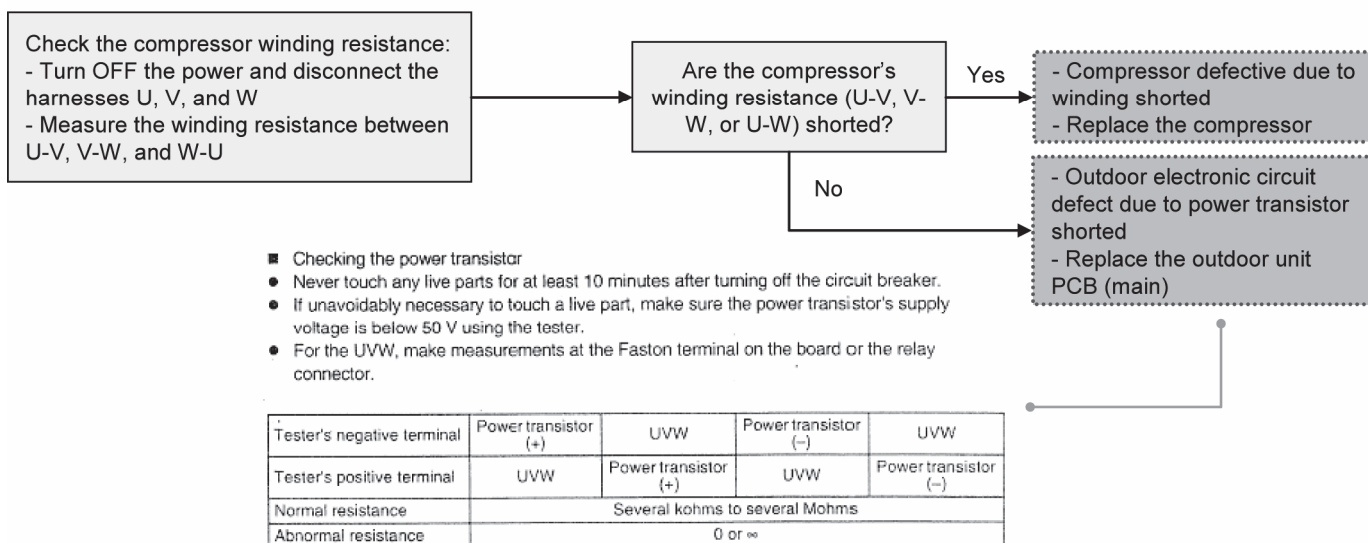 Check the compressor winding resistance:
- Turn OFF the power and disconnect the
harnesses U, V, and W
- Measure the winding resistance between
U-V, V-W, and W-U
Are the compressor's
winding resistance (U-V, V-
W, or U-W) shorted?
Yes
- Compressor defective due to
winding shorted
- Replace the compressor
No
- Outdoor electronic circuit
defect due to power transistor
shorted
- Replace the outdoor unit
PCB (main)
■ Checking the power transistor
● Never touch any live parts for at least 10 minutes after turning off the circuit breaker.
● If unavoidably necessary to touch a live part, make sure the power transistor's supply
voltage is below 50 V using the tester.
● For the UVW, make measurements at the Faston terminal on the board or the relay
connector.
Tester's negative terminal Power transistor (+) UVW Power transistor (−) UVW
Tester's positive terminal UVW Power transistor (+) UVW Power transistor (−)
Normal resistance Several kohms to several Mohms
Abnormal resistance 0 or ∞